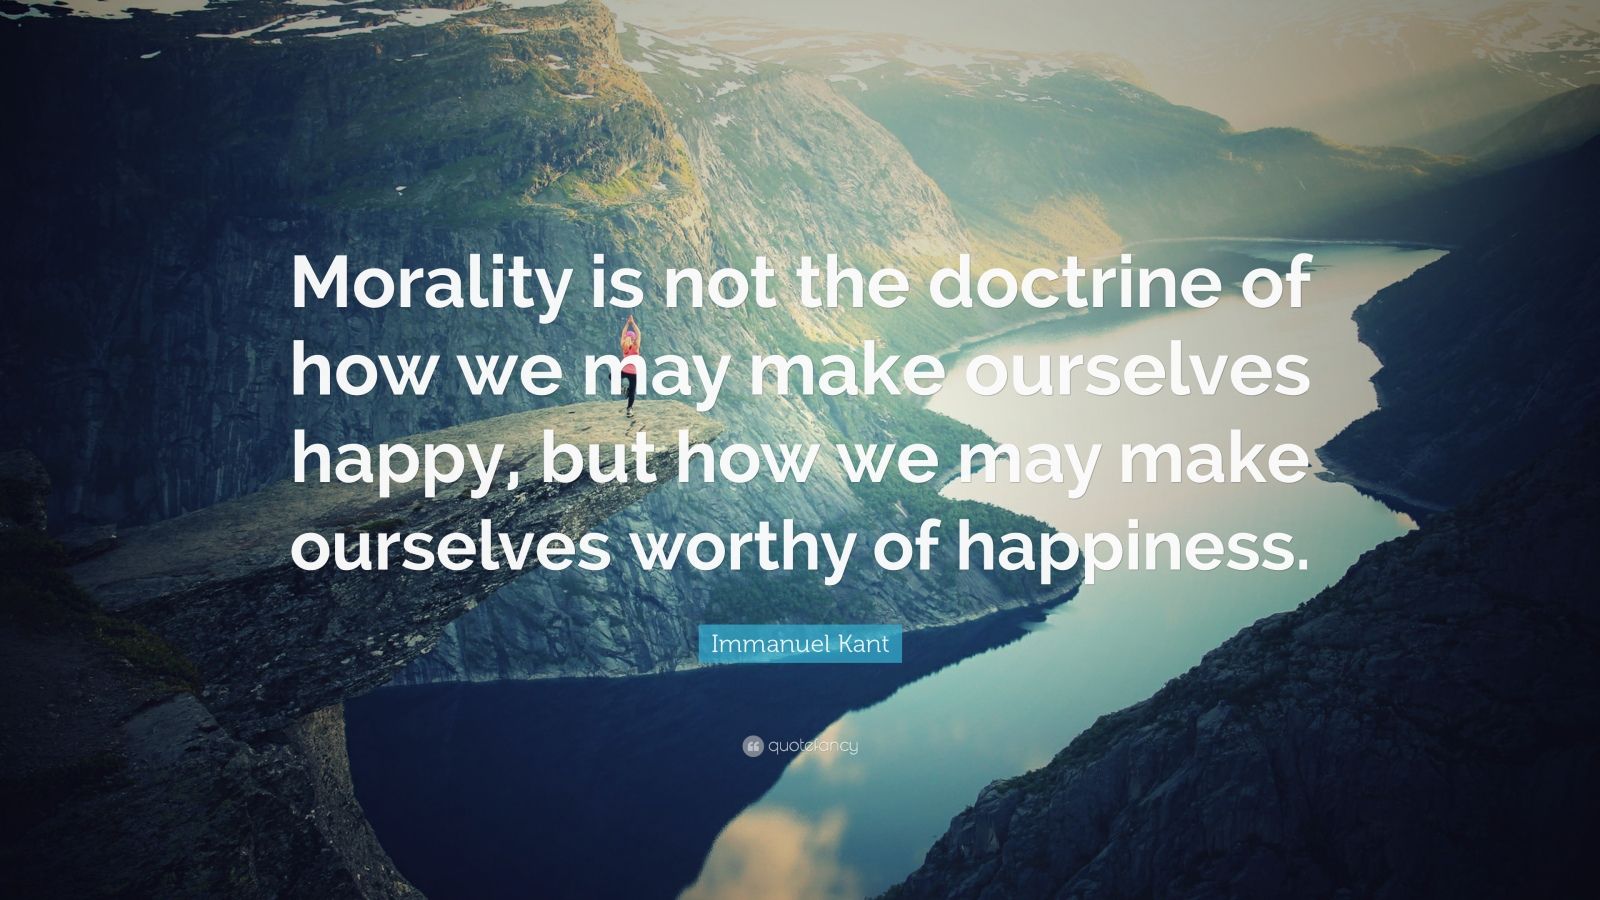 Morality is not the doctrine of
how we may make ourselves
happy, but how we may make
ourselves worthy of happiness.
Immanuel Kant
quotefancy